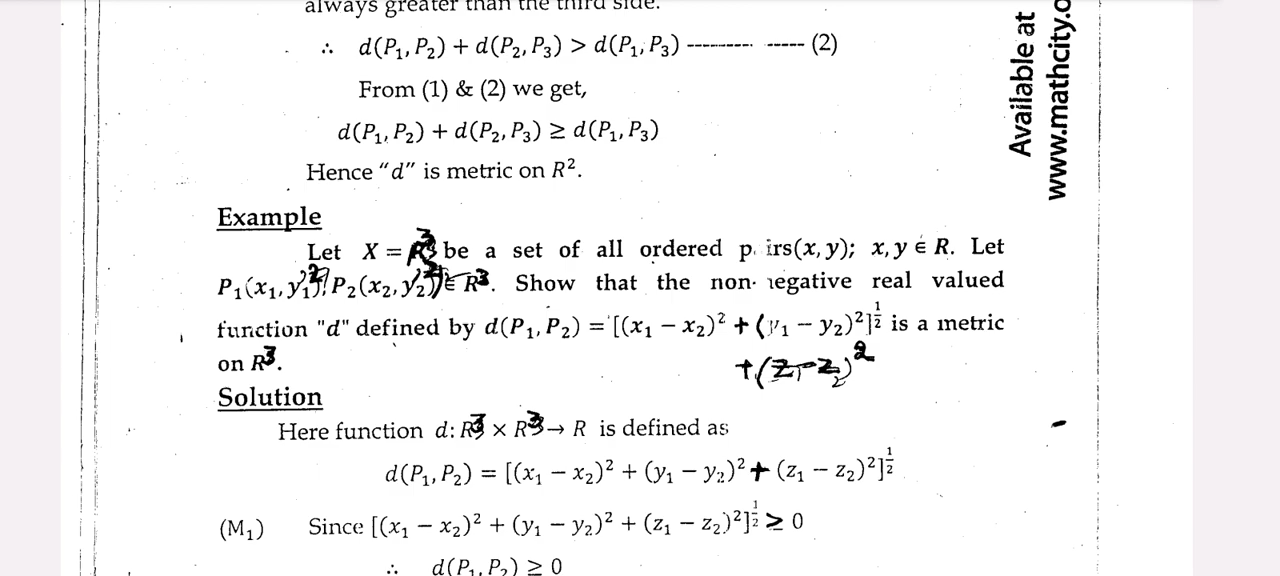 always greater than the third side.
∴ d(P₁, P₂) + d(P₂, P₃) > d(P₁, P₃) ---------- ------ (2)
From (1) & (2) we get,
d(P₁, P₂) + d(P₂, P₃) ≥ d(P₁, P₃)
Hence “d” is metric on R².
Example
Let X = R³ be a set of all ordered p irs(x, y); x, y ∈ R. Let
P₁(x₁, y₁, z₁), P₂(x₂, y₂, z₂) ∈ R³. Show that the non- negative real valued
function "d" defined by d(P₁, P₂) = [(x₁ − x₂)² + (y₁ − y₂)²]^½ is a metric
+(z₁ − z₂)²
on R³.
Solution
Here function d: R³ × R³ → R is defined as
d(P₁, P₂) = [(x₁ − x₂)² + (y₁ − y₂)² + (z₁ − z₂)²]^½
(M₁) Since [(x₁ − x₂)² + (y₁ − y₂)² + (z₁ − z₂)²]^½ ≥ 0
∴ d(P₁, P₂) ≥ 0
Available at
www.mathcity.o